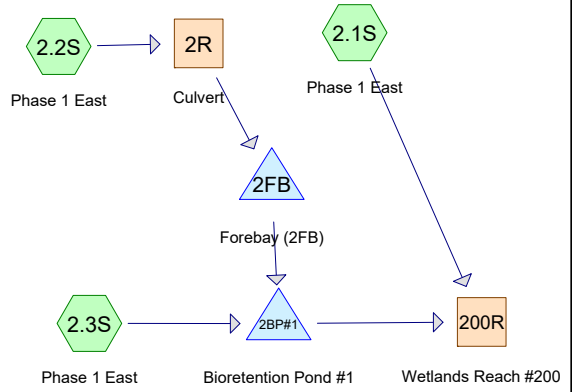 2.2S
2R
2.1S
Phase 1 East
Culvert
Phase 1 East
2FB
Forebay (2FB)
2.3S
2BP#1
200R
Phase 1 East
Bioretention Pond #1
Wetlands Reach #200